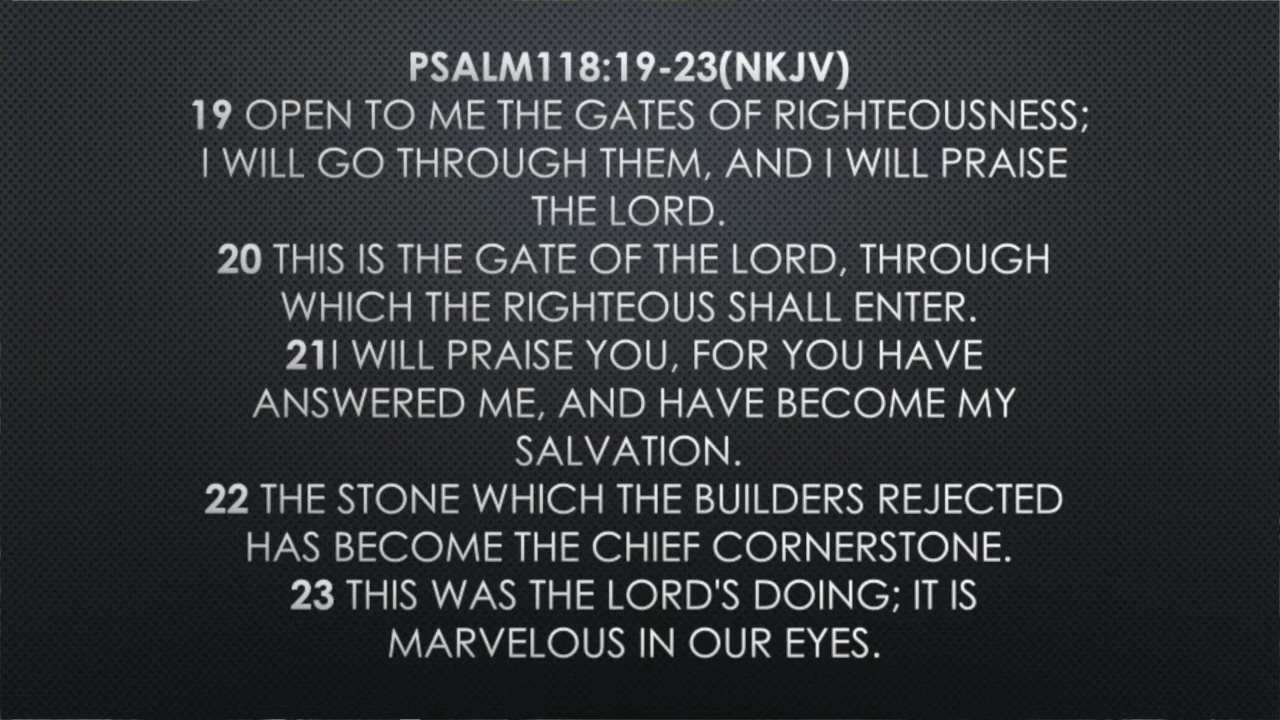 PSALM118:19-23(NKJV)
19 OPEN TO ME THE GATES OF RIGHTEOUSNESS;
I WILL GO THROUGH THEM, AND I WILL PRAISE
THE LORD.
20 THIS IS THE GATE OF THE LORD, THROUGH
WHICH THE RIGHTEOUS SHALL ENTER.
21I WILL PRAISE YOU, FOR YOU HAVE
ANSWERED ME, AND HAVE BECOME MY
SALVATION.
22 THE STONE WHICH THE BUILDERS REJECTED
HAS BECOME THE CHIEF CORNERSTONE.
23 THIS WAS THE LORD'S DOING; IT IS
MARVELOUS IN OUR EYES.